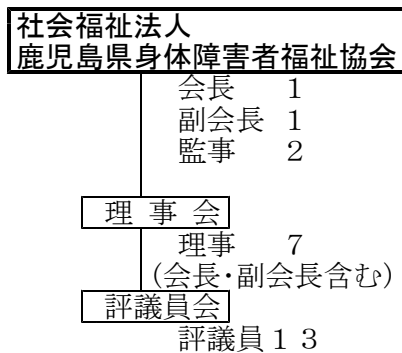 社会福祉法人
鹿児島県身体障害者福祉協会
会長　１
副会長　１
監事　２
理 事 会
理事　７
(会長・副会長含む)
評議員会
評議員１３